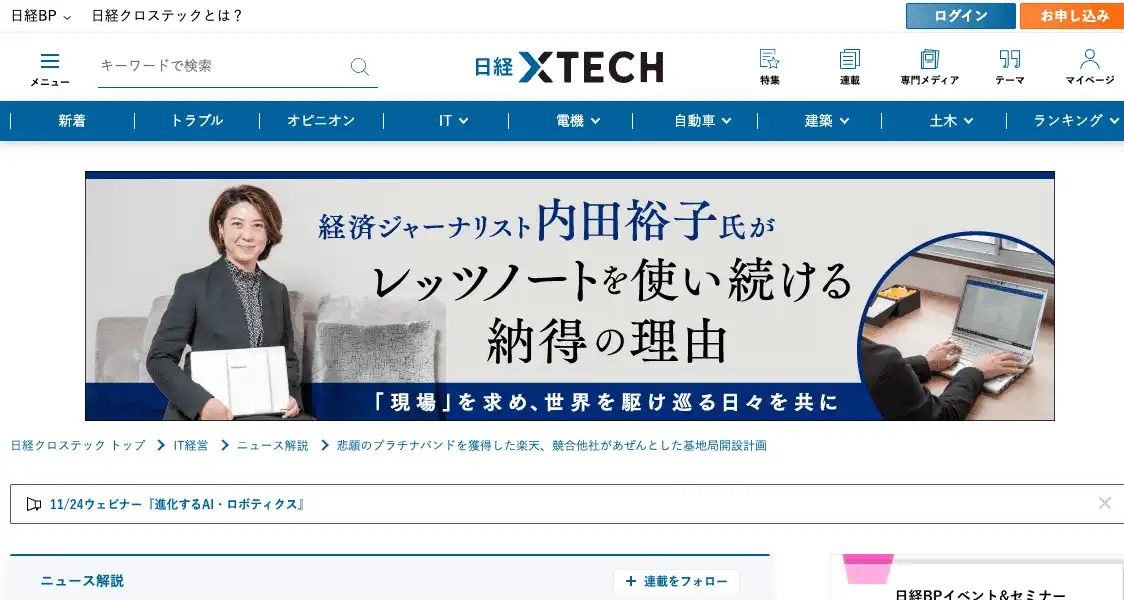 日経BP 日経クロステックとは？
ログイン お申し込み
メニュー
キーワードで検索
日経XTECH
特集 連載 専門メディア テーマ マイページ
新着 トラブル オピニオン IT 電機 自動車 建築 土木 ランキング
経済ジャーナリスト内田裕子氏が
レッツノートを使い続ける
納得の理由
「現場」を求め、世界を駆け巡る日々を共に
日経クロステック トップ IT経営 ニュース解説 悲願のプラチナバンドを獲得した楽天、競合他社があぜんとした基地局開設計画
11/24ウェビナー『進化するAI・ロボティクス』
ニュース解説
+ 連載をフォロー
日経BPイベント&セミナー